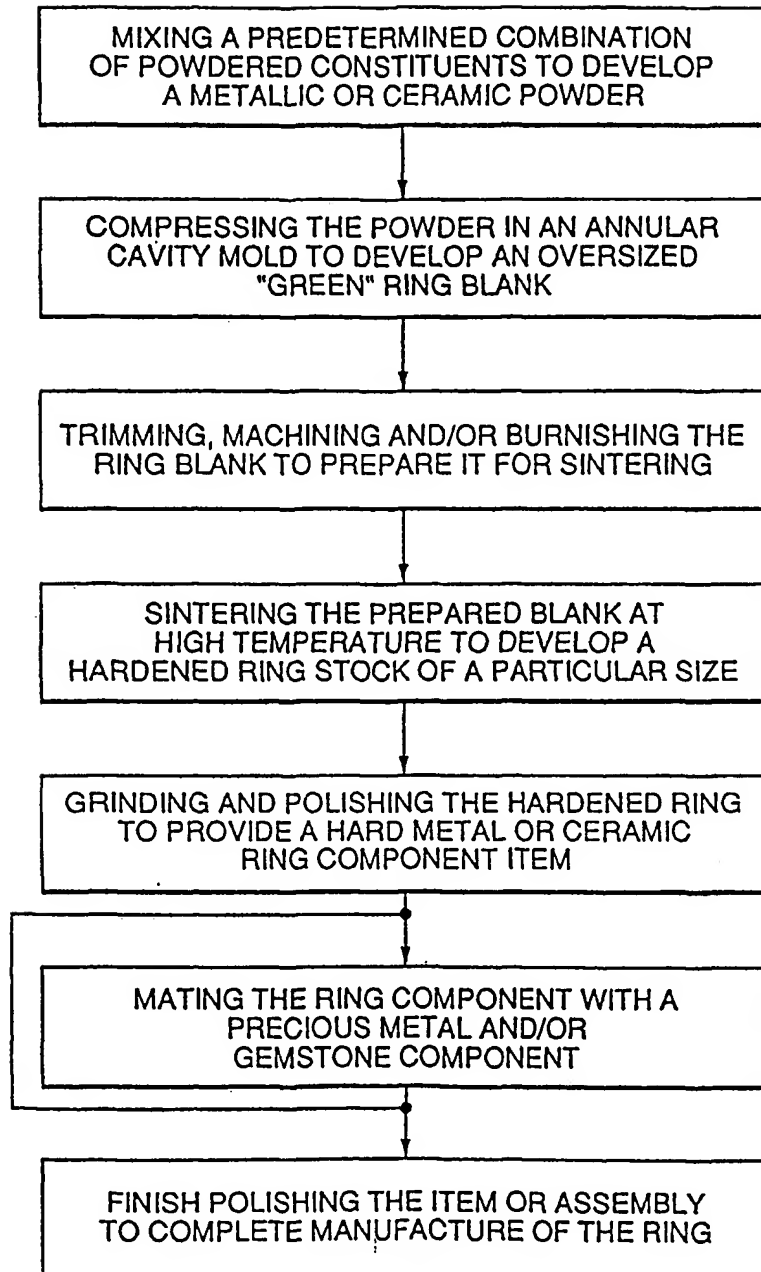 MIXING A PREDETERMINED COMBINATION
OF POWDERED CONSTITUENTS TO DEVELOP
A METALLIC OR CERAMIC POWDER
COMPRESSING THE POWDER IN AN ANNULAR
CAVITY MOLD TO DEVELOP AN OVERSIZED
"GREEN" RING BLANK
TRIMMING, MACHINING AND/OR BURNISHING THE
RING BLANK TO PREPARE IT FOR SINTERING
SINTERING THE PREPARED BLANK AT
HIGH TEMPERATURE TO DEVELOP A
HARDENED RING STOCK OF A PARTICULAR SIZE
GRINDING AND POLISHING THE HARDENED RING
TO PROVIDE A HARD METAL OR CERAMIC
RING COMPONENT ITEM
MATING THE RING COMPONENT WITH A
PRECIOUS METAL AND/OR
GEMSTONE COMPONENT
FINISH POLISHING THE ITEM OR ASSEMBLY
TO COMPLETE MANUFACTURE OF THE RING